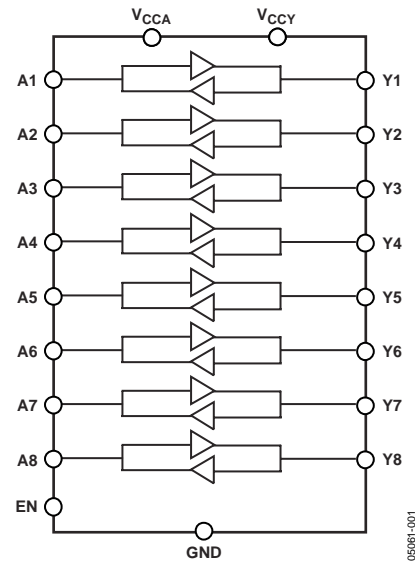 VCCA VCCY
A1 Y1
A2 Y2
A3 Y3
A4 Y4
A5 Y5
A6 Y6
A7 Y7
A8 Y8
EN
GND
05061-001